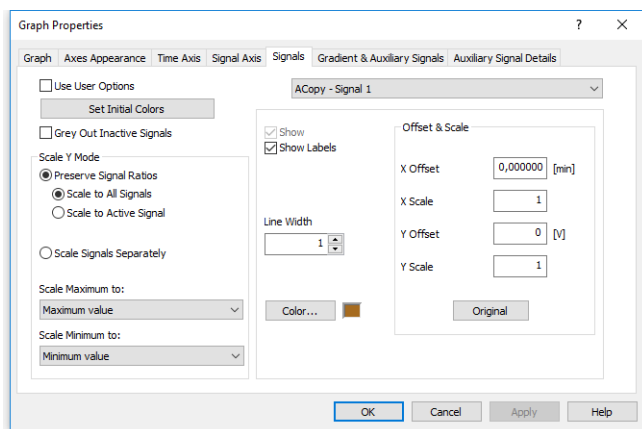 Graph Properties
?
Graph Axes Appearance Time Axis Signal Axis Signals Gradient & Auxiliary Signals Auxiliary Signal Details
Use User Options
Set Initial Colors
Grey Out Inactive Signals
Scale Y Mode
Preserve Signal Ratios
Scale to All Signals
Scale to Active Signal
Scale Signals Separately
Scale Maximum to:
Maximum value
Scale Minimum to:
Minimum value
ACopy - Signal 1
Show
Show Labels
Line Width
1
Color...
Offset & Scale
X Offset 0,000000 [min]
X Scale 1
Y Offset 0 [V]
Y Scale 1
Original
OK Cancel Apply Help